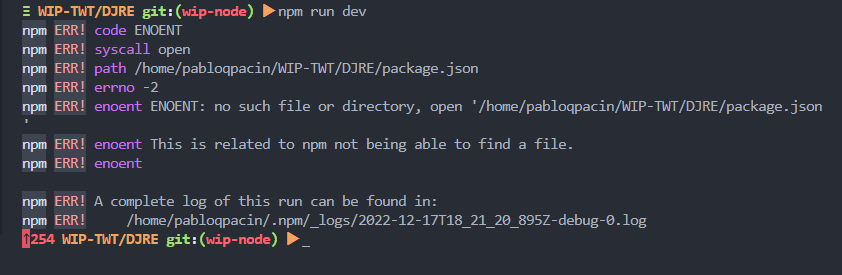 Ξ WIP-TWT/DJRE git:(wip-node) ▶npm run dev
npm ERR! code ENOENT
npm ERR! syscall open
npm ERR! path /home/pabloqpacin/WIP-TWT/DJRE/package.json
npm ERR! errno -2
npm ERR! enoent ENOENT: no such file or directory, open '/home/pabloqpacin/WIP-TWT/DJRE/package.json
'
npm ERR! enoent This is related to npm not being able to find a file.
npm ERR! enoent
npm ERR! A complete log of this run can be found in:
npm ERR!     /home/pabloqpacin/.npm/_logs/2022-12-17T18_21_20_895Z-debug-0.log
↑254 WIP-TWT/DJRE git:(wip-node) ▶_